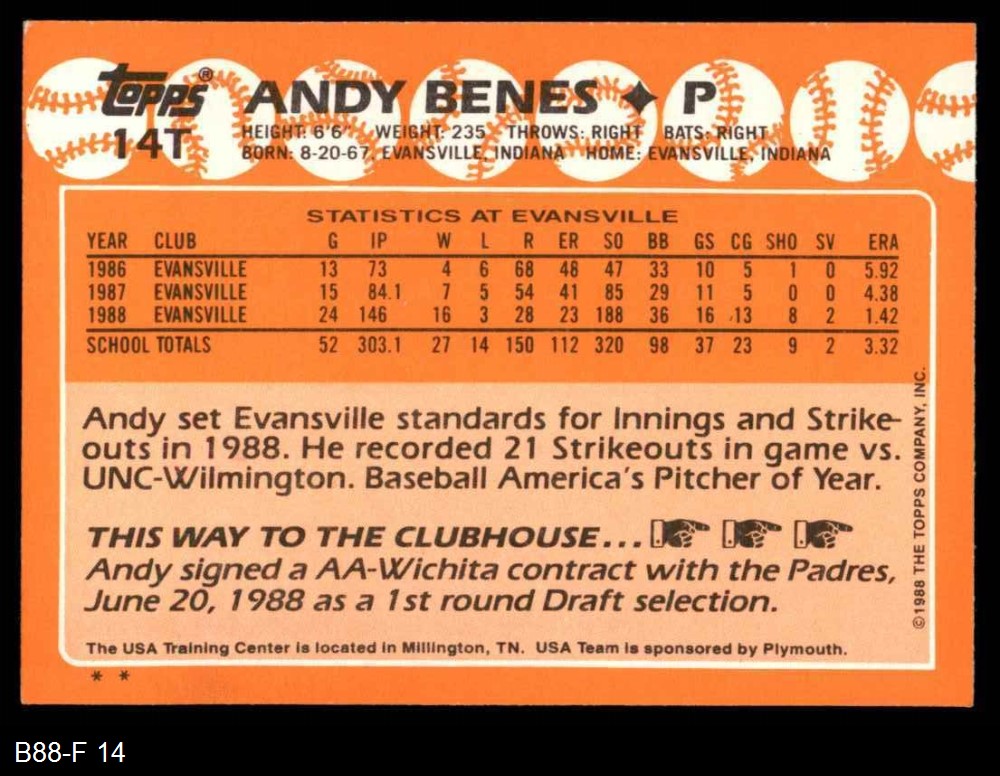 topps®
ANDY BENES ✦ P
14T
HEIGHT: 6'6" WEIGHT: 235 THROWS: RIGHT BATS: RIGHT
BORN: 8-20-67, EVANSVILLE, INDIANA HOME: EVANSVILLE, INDIANA
STATISTICS AT EVANSVILLE
YEAR CLUB G IP W L R ER SO BB GS CG SHO SV ERA
1986 EVANSVILLE 13 73 4 6 68 48 47 33 10 5 1 0 5.92
1987 EVANSVILLE 15 84.1 7 5 54 41 85 29 11 5 0 0 4.38
1988 EVANSVILLE 24 146 16 3 28 23 188 36 16 13 8 2 1.42
SCHOOL TOTALS 52 303.1 27 14 150 112 320 98 37 23 9 2 3.32
Andy set Evansville standards for Innings and Strike-
outs in 1988. He recorded 21 Strikeouts in game vs.
UNC-Wilmington. Baseball America's Pitcher of Year.
THIS WAY TO THE CLUBHOUSE...
Andy signed a AA-Wichita contract with the Padres,
June 20, 1988 as a 1st round Draft selection.
The USA Training Center is located in Millington, TN. USA Team is sponsored by Plymouth.
* *
©1988 THE TOPPS COMPANY, INC.
B88-F 14